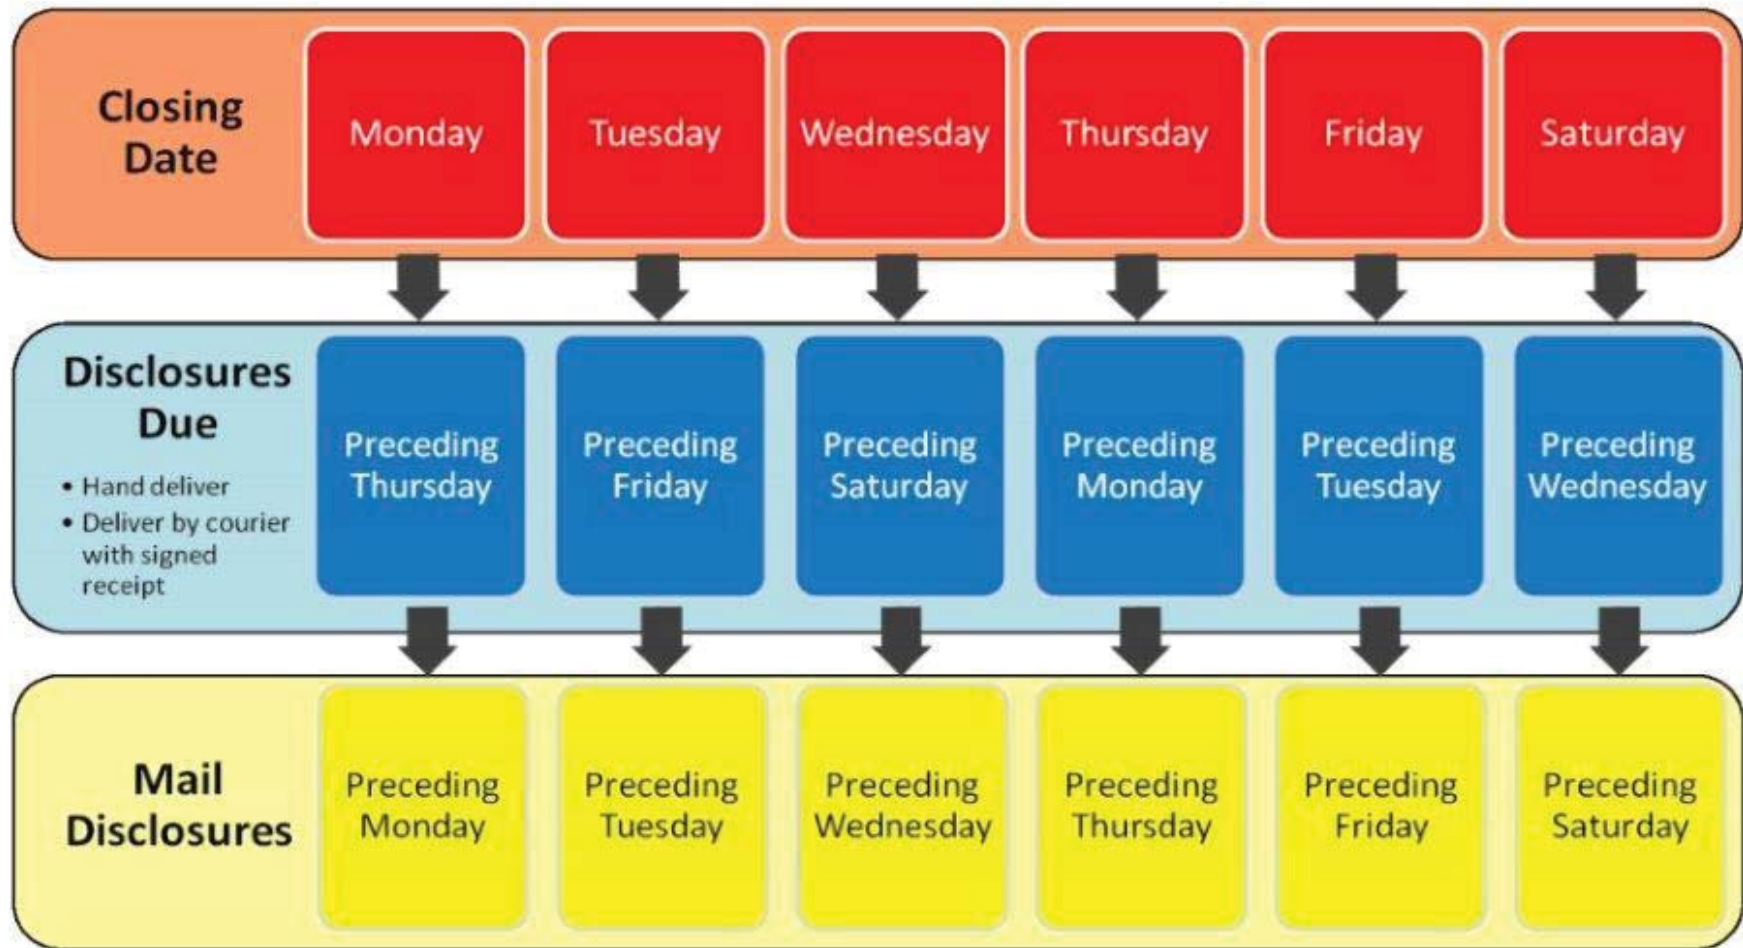 Closing
Date
Monday
Tuesday
Wednesday
Thursday
Friday
Saturday
Disclosures
Due
• Hand deliver
• Deliver by courier
with signed
receipt
Preceding
Thursday
Preceding
Friday
Preceding
Saturday
Preceding
Monday
Preceding
Tuesday
Preceding
Wednesday
Mail
Disclosures
Preceding
Monday
Preceding
Tuesday
Preceding
Wednesday
Preceding
Thursday
Preceding
Friday
Preceding
Saturday